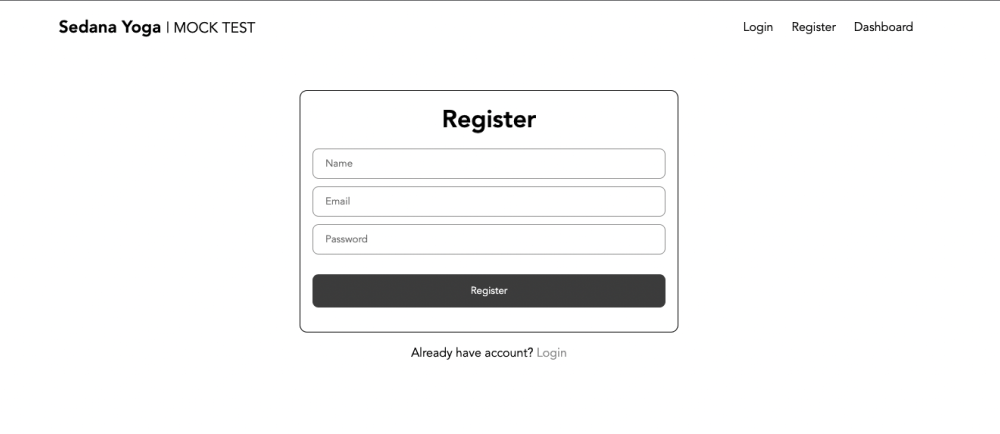 Sedana Yoga | MOCK TEST
Login Register Dashboard
Register
Name
Email
Password
Register
Already have account? Login